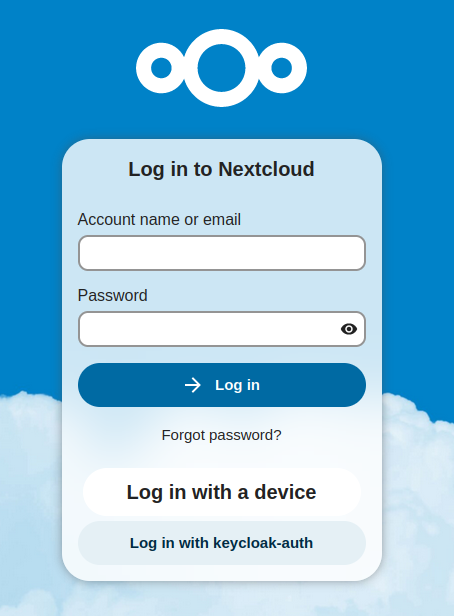 Log in to Nextcloud
Account name or email
Password
Log in
Forgot password?
Log in with a device
Log in with keycloak-auth